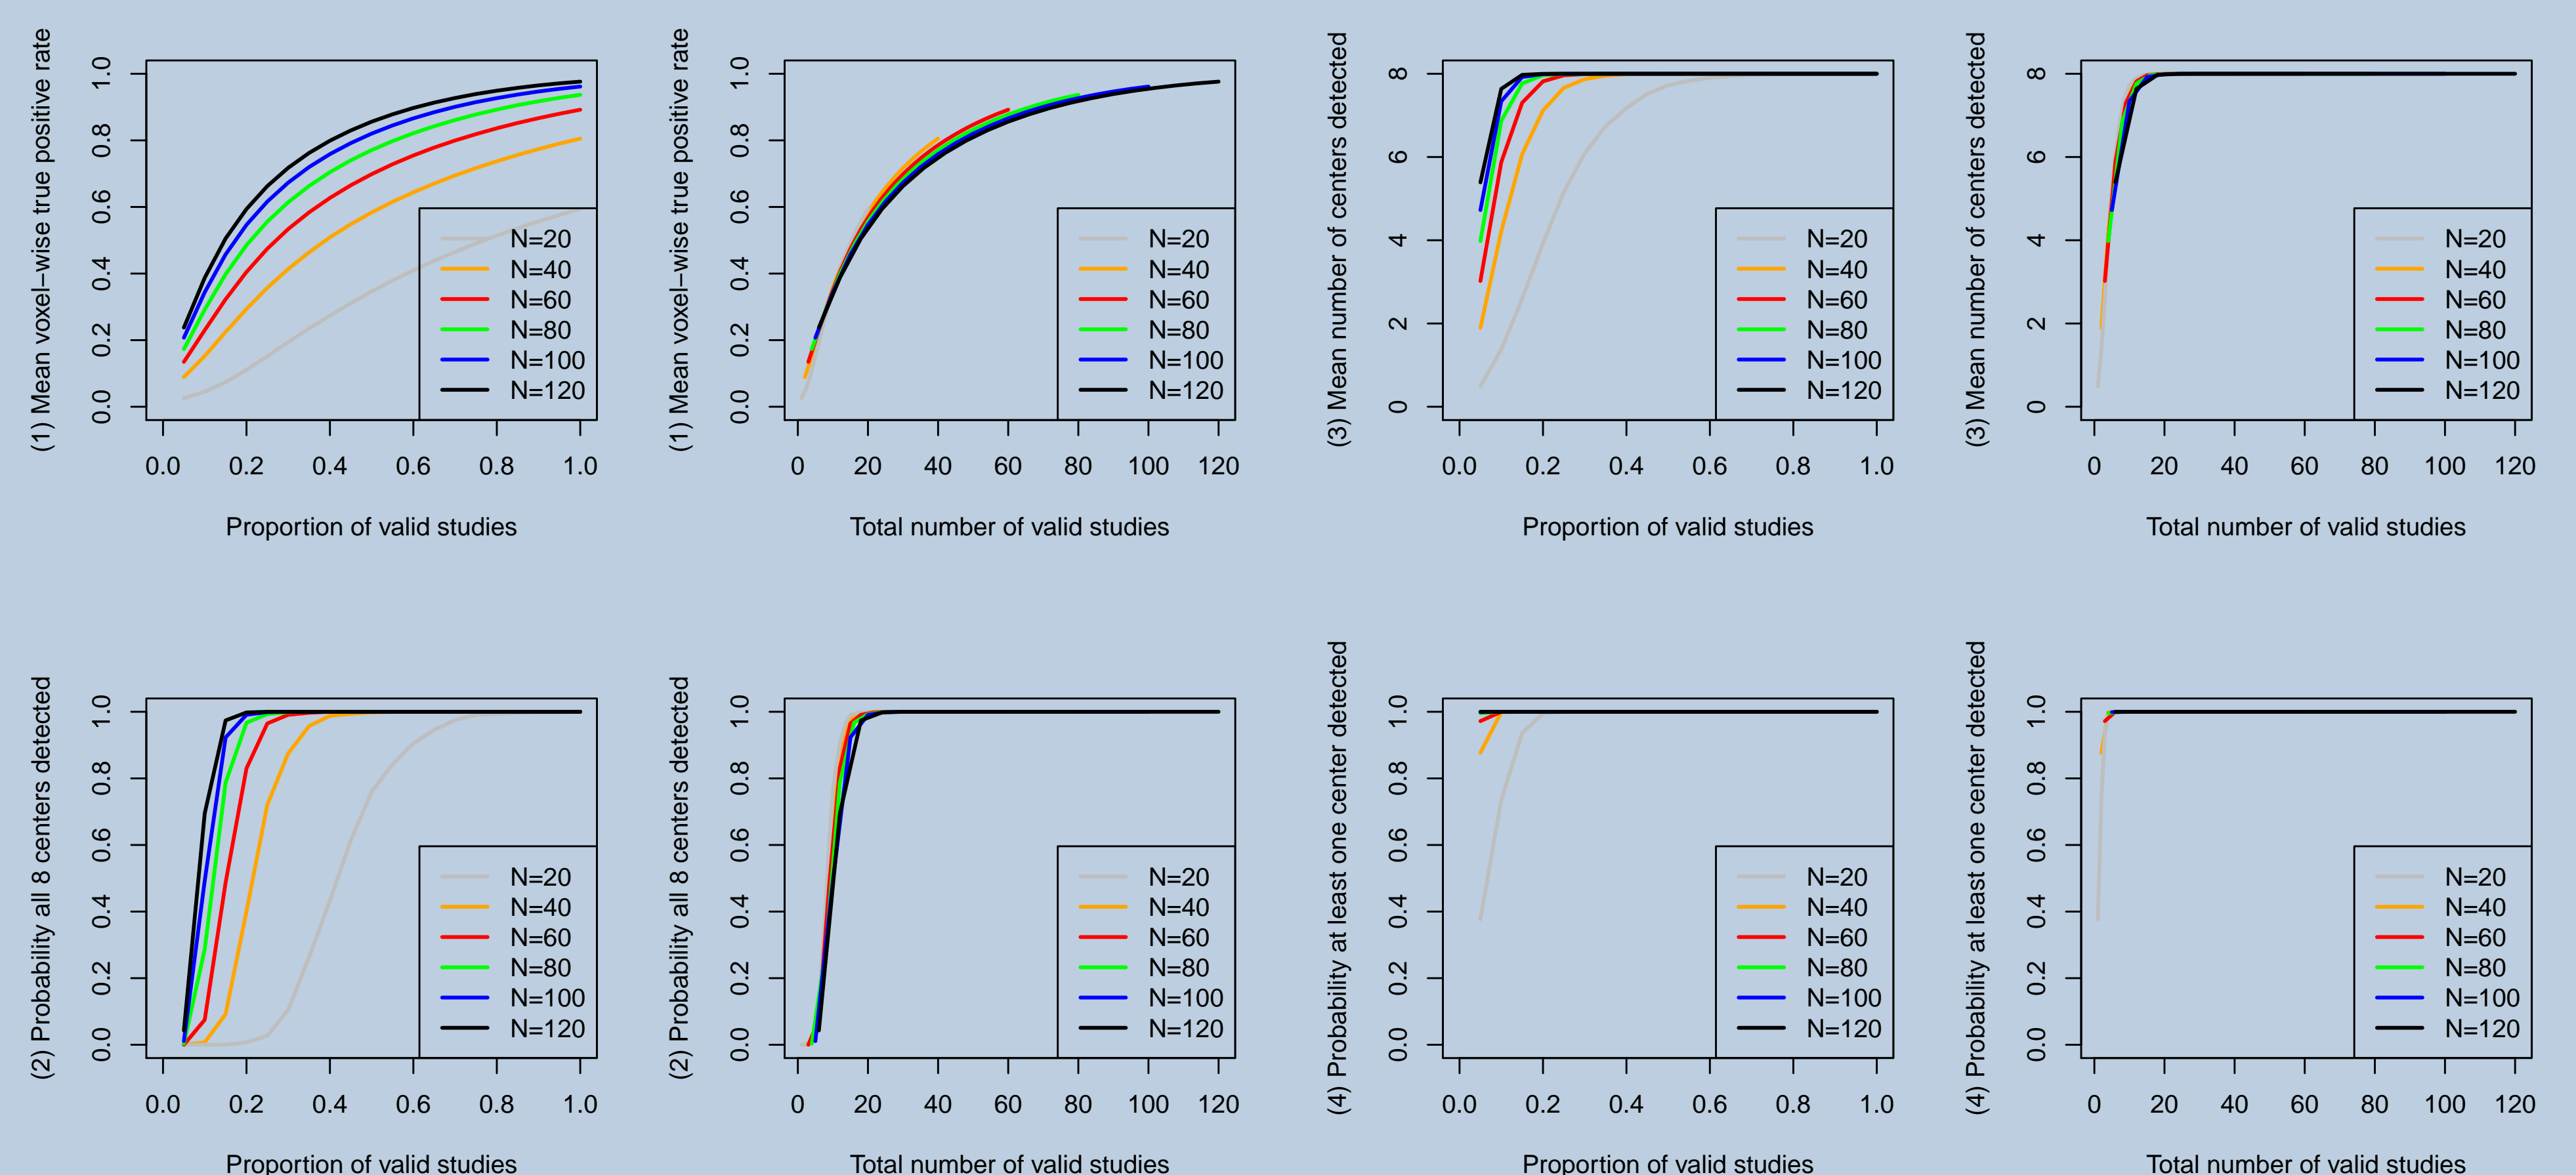 (1) Mean voxel−wise true positive rate
1.0
0.8
0.6
0.4
0.2
0.0
N=20
N=40
N=60
N=80
N=100
N=120
0.0 0.2 0.4 0.6 0.8 1.0
Proportion of valid studies
(1) Mean voxel−wise true positive rate
1.0
0.8
0.6
0.4
0.2
0.0
N=20
N=40
N=60
N=80
N=100
N=120
0 20 40 60 80 100 120
Total number of valid studies
(3) Mean number of centers detected
8
6
4
2
0
N=20
N=40
N=60
N=80
N=100
N=120
0.0 0.2 0.4 0.6 0.8 1.0
Proportion of valid studies
(3) Mean number of centers detected
8
6
4
2
0
N=20
N=40
N=60
N=80
N=100
N=120
0 20 40 60 80 100 120
Total number of valid studies
(2) Probability all 8 centers detected
1.0
0.8
0.6
0.4
0.2
0.0
N=20
N=40
N=60
N=80
N=100
N=120
0.0 0.2 0.4 0.6 0.8 1.0
Proportion of valid studies
(2) Probability all 8 centers detected
1.0
0.8
0.6
0.4
0.2
0.0
N=20
N=40
N=60
N=80
N=100
N=120
0 20 40 60 80 100 120
Total number of valid studies
(4) Probability at least one center detected
1.0
0.8
0.6
0.4
0.2
0.0
N=20
N=40
N=60
N=80
N=100
N=120
0.0 0.2 0.4 0.6 0.8 1.0
Proportion of valid studies
(4) Probability at least one center detected
1.0
0.8
0.6
0.4
0.2
0.0
N=20
N=40
N=60
N=80
N=100
N=120
0 20 40 60 80 100 120
Total number of valid studies